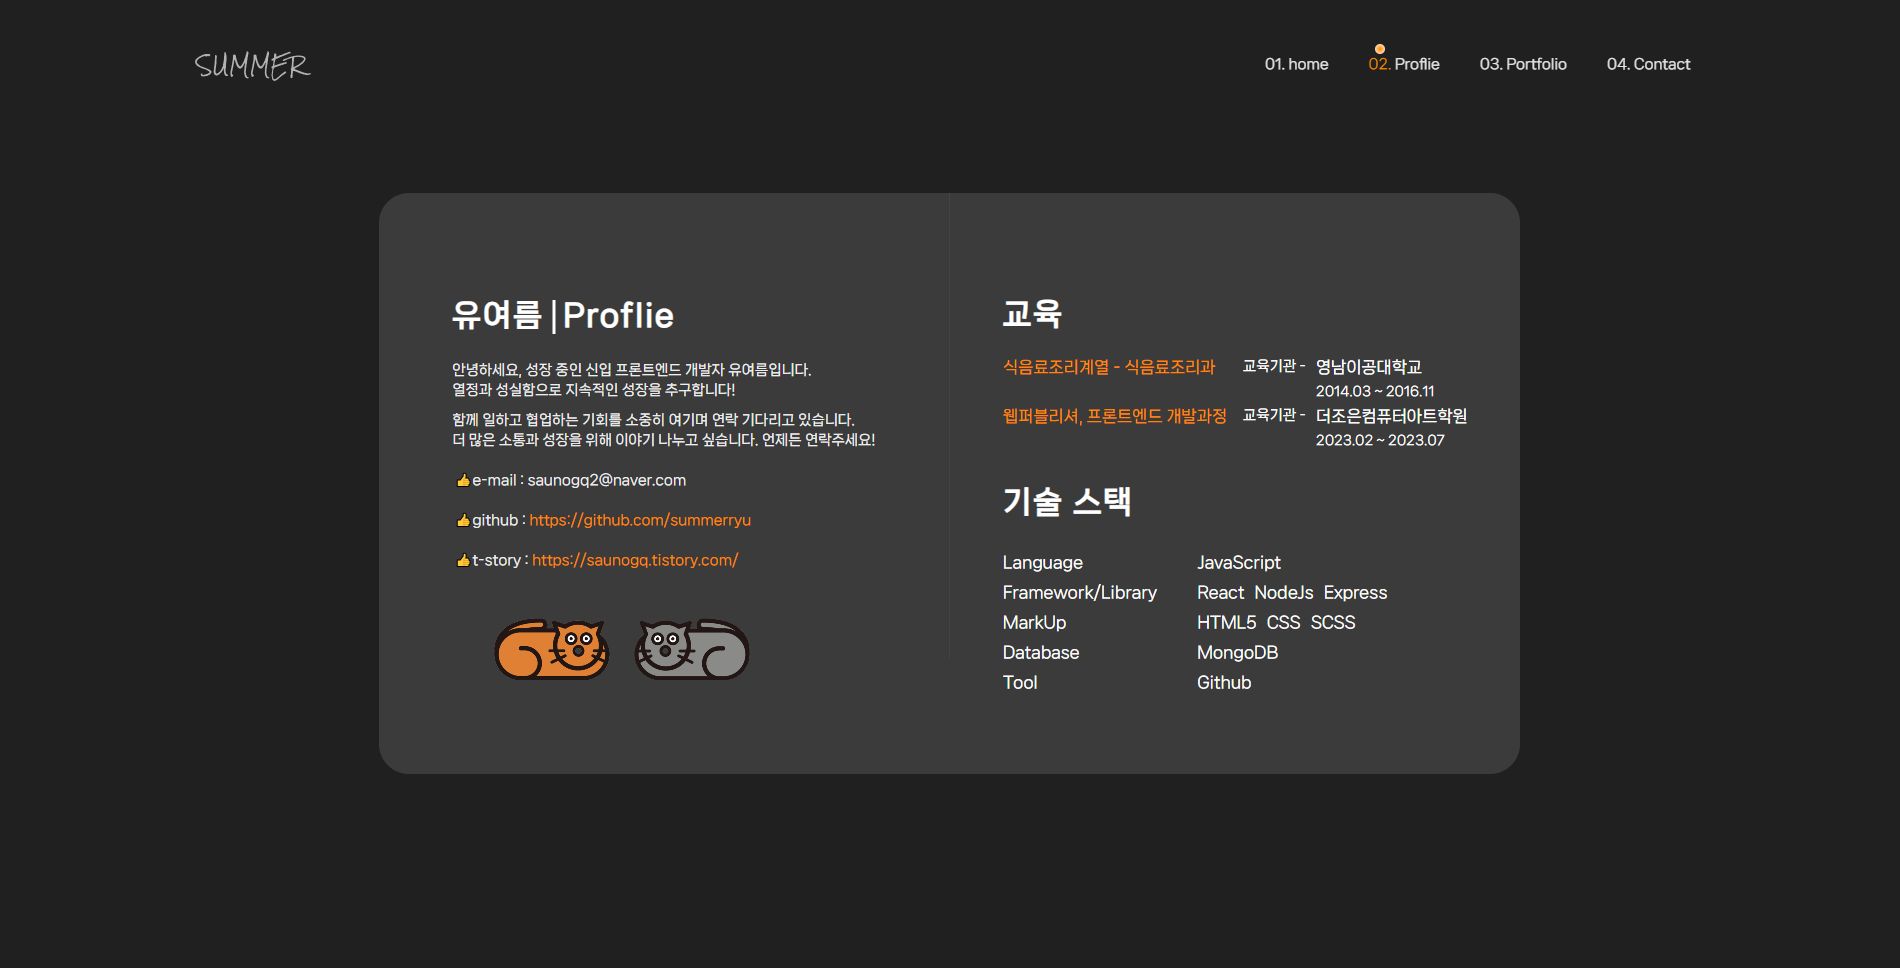 SUMMER
01. home 02. Proflie 03. Portfolio 04. Contact
유여름 | Proflie
안녕하세요, 성장 중인 신입 프론트엔드 개발자 유여름입니다.
열정과 성실함으로 지속적인 성장을 추구합니다!
함께 일하고 협업하는 기회를 소중히 여기며 연락 기다리고 있습니다.
더 많은 소통과 성장을 위해 이야기 나누고 싶습니다. 언제든 연락주세요!
👍e-mail : saunogq2@naver.com
👍github : https://github.com/summerryu
👍t-story : https://saunogq.tistory.com/
교육
식음료조리계열 - 식음료조리과 교육기관 - 영남이공대학교
2014.03 ~ 2016.11
웹퍼블리셔, 프론트엔드 개발과정 교육기관 - 더조은컴퓨터아트학원
2023.02 ~ 2023.07
기술 스택
Language JavaScript
Framework/Library React NodeJs Express
MarkUp HTML5 CSS SCSS
Database MongoDB
Tool Github